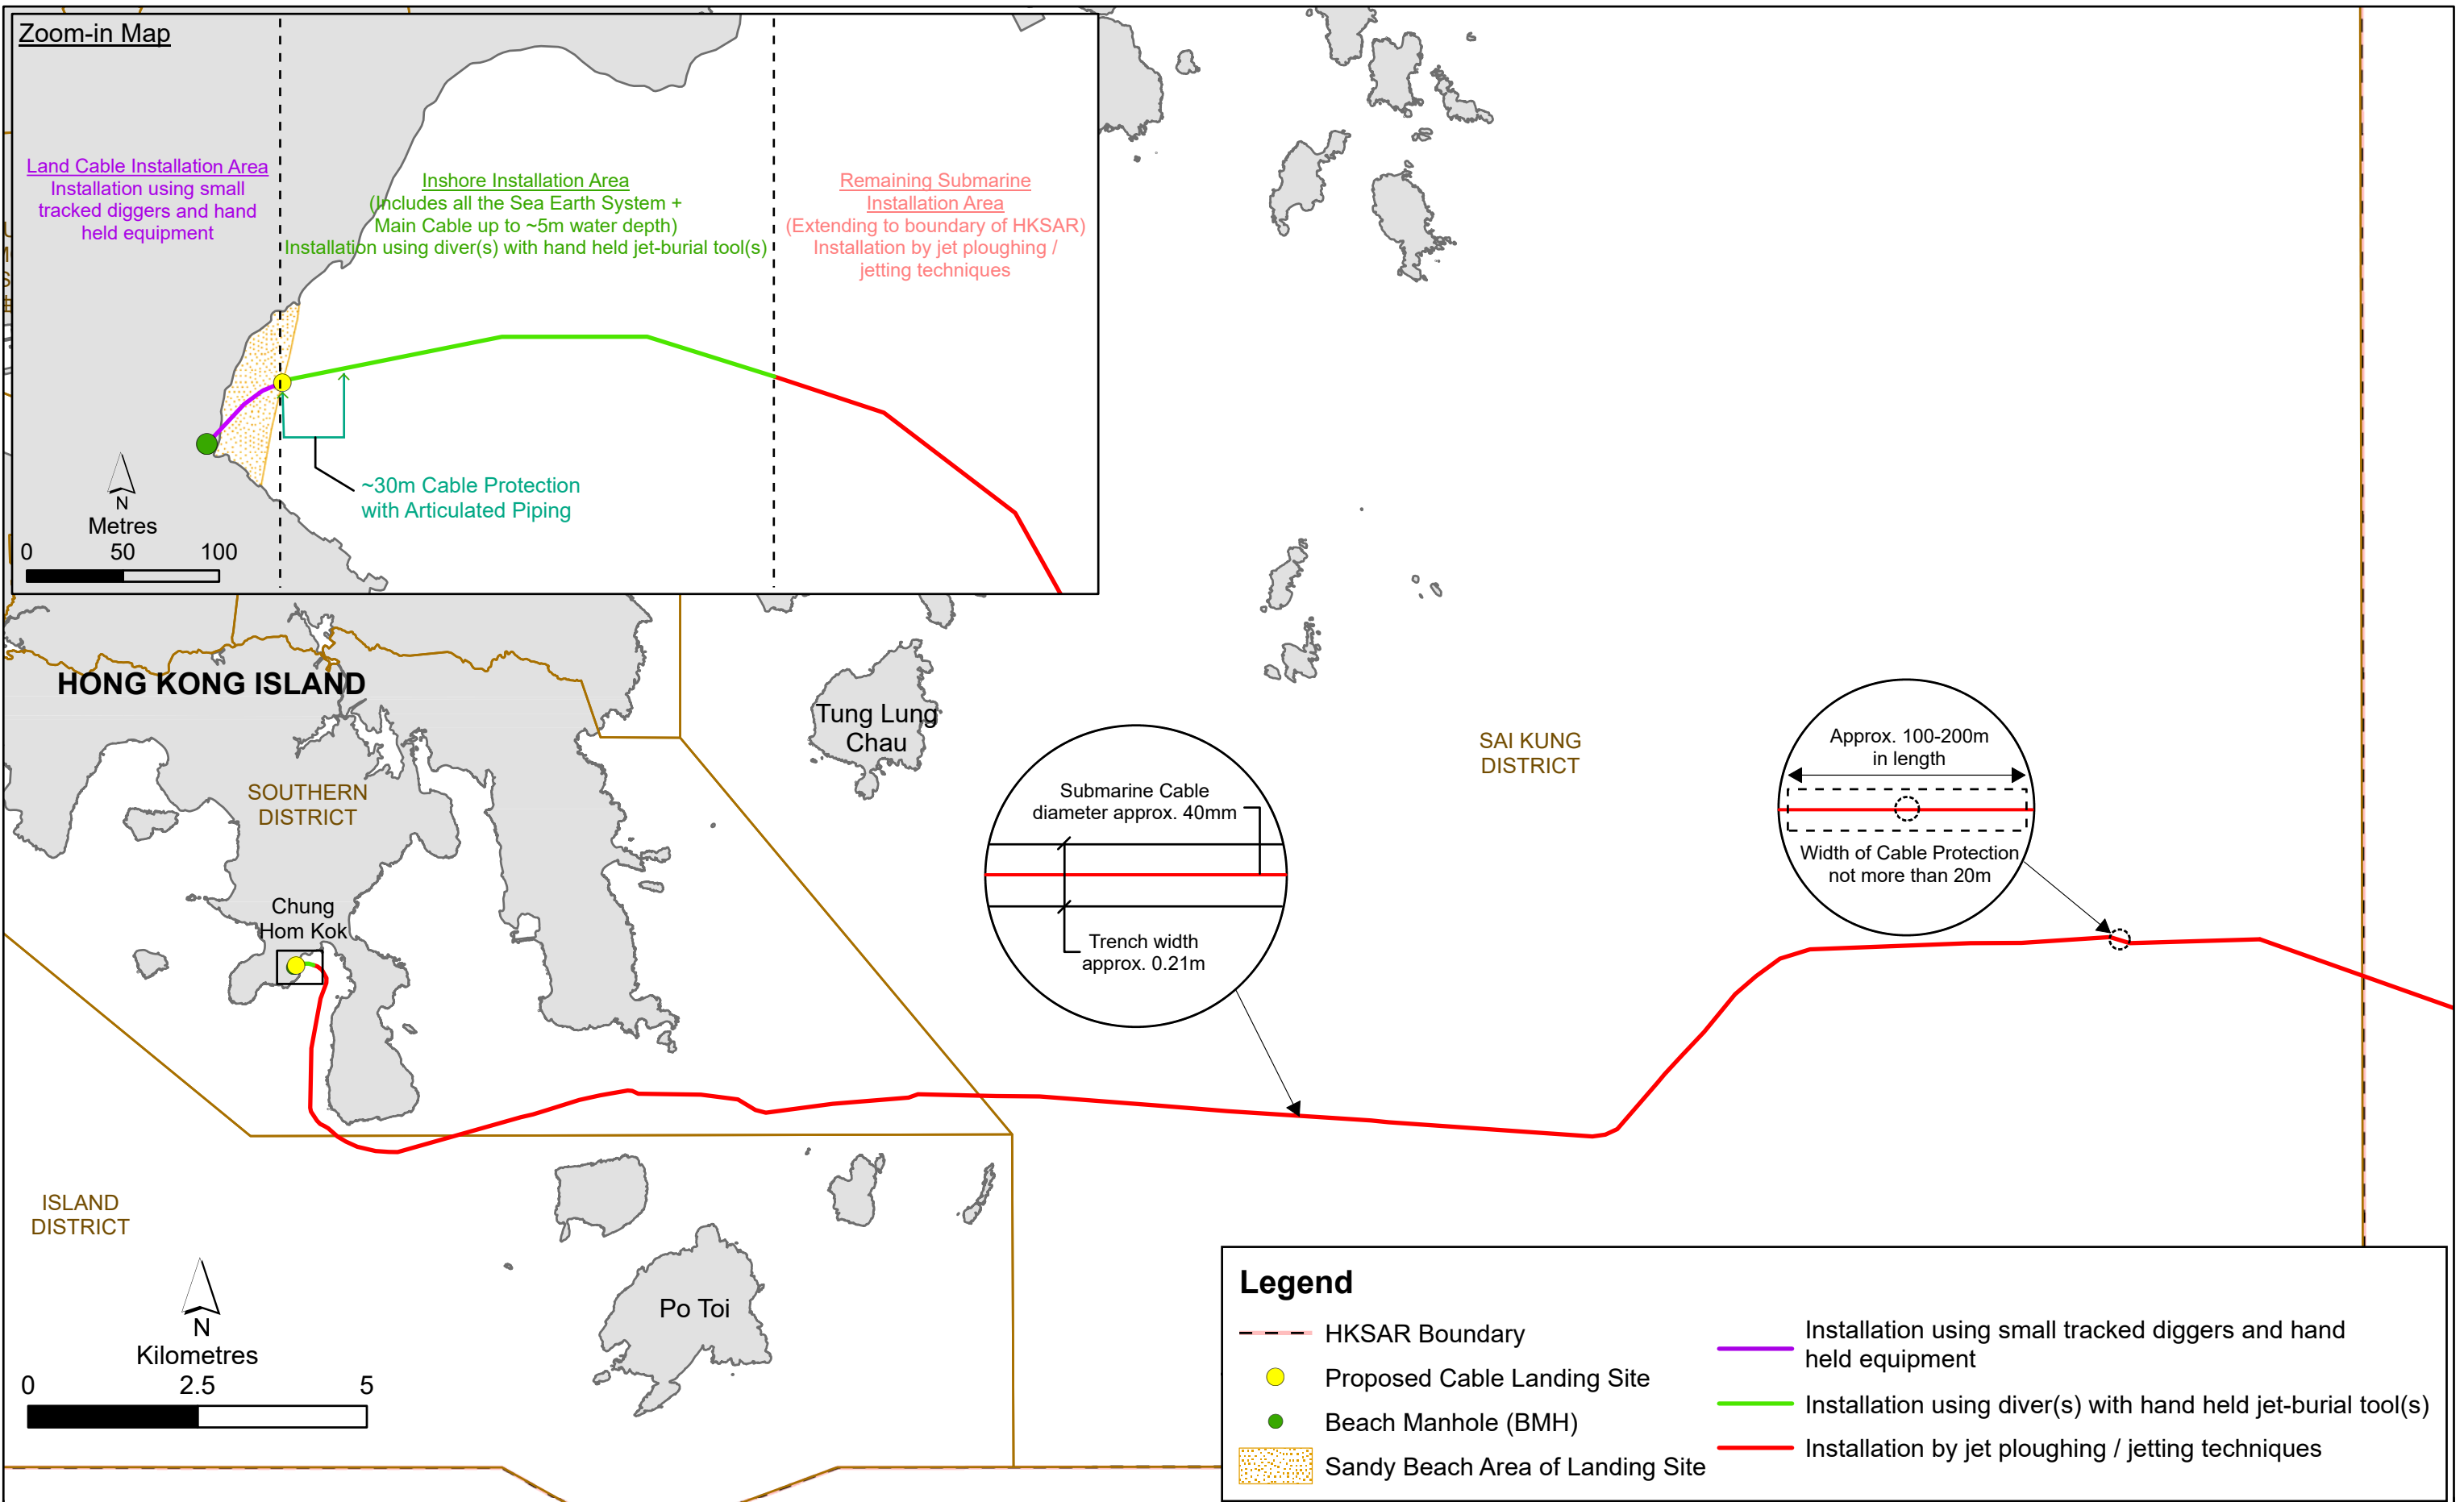 Zoom-in Map
Land Cable Installation Area
Installation using small
tracked diggers and hand
held equipment
Inshore Installation Area
(Includes all the Sea Earth System +
Main Cable up to ~5m water depth)
Installation using diver(s) with hand held jet-burial tool(s)
Remaining Submarine
Installation Area
(Extending to boundary of HKSAR)
Installation by jet ploughing /
jetting techniques
~30m Cable Protection
with Articulated Piping
N
Metres
0 50 100
HONG KONG ISLAND
Tung Lung
Chau
SOUTHERN
DISTRICT
SAI KUNG
DISTRICT
Approx. 100-200m
in length
Width of Cable Protection
not more than 20m
Submarine Cable
diameter approx. 40mm
Trench width
approx. 0.21m
Chung
Hom Kok
ISLAND
DISTRICT
Po Toi
N
Kilometres
0 2.5 5
Legend
HKSAR Boundary
Proposed Cable Landing Site
Beach Manhole (BMH)
Sandy Beach Area of Landing Site
Installation using small tracked diggers and hand
held equipment
Installation using diver(s) with hand held jet-burial tool(s)
Installation by jet ploughing / jetting techniques